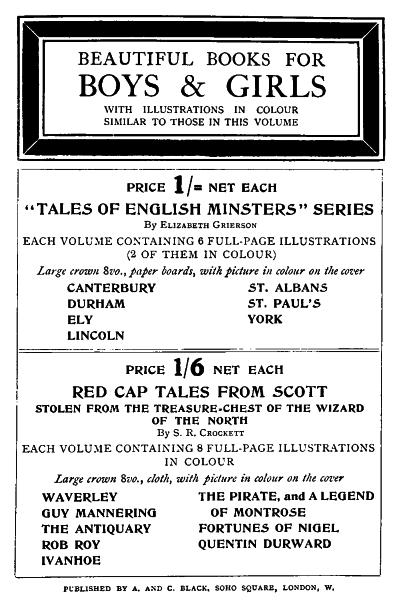 BEAUTIFUL BOOKS FOR
BOYS & GIRLS
WITH ILLUSTRATIONS IN COLOUR
SIMILAR TO THOSE IN THIS VOLUME
PRICE 1/= NET EACH
"TALES OF ENGLISH MINSTERS" SERIES
By ELIZABETH GRIERSON
EACH VOLUME CONTAINING 6 FULL-PAGE ILLUSTRATIONS
(2 OF THEM IN COLOUR)
Large crown 8vo., paper boards, with picture in colour on the cover
CANTERBURY
DURHAM
ELY
LINCOLN
ST. ALBANS
ST. PAUL'S
YORK
PRICE 1/6 NET EACH
RED CAP TALES FROM SCOTT
STOLEN FROM THE TREASURE-CHEST OF THE WIZARD
OF THE NORTH
By S. R. CROCKETT
EACH VOLUME CONTAINING 8 FULL-PAGE ILLUSTRATIONS
IN COLOUR
Large crown 8vo., cloth, with picture in colour on the cover
WAVERLEY
GUY MANNERING
THE ANTIQUARY
ROB ROY
IVANHOE
THE PIRATE, and A LEGEND
OF MONTROSE
FORTUNES OF NIGEL
QUENTIN DURWARD
PUBLISHED BY A. AND C. BLACK, SOHO SQUARE, LONDON, W.